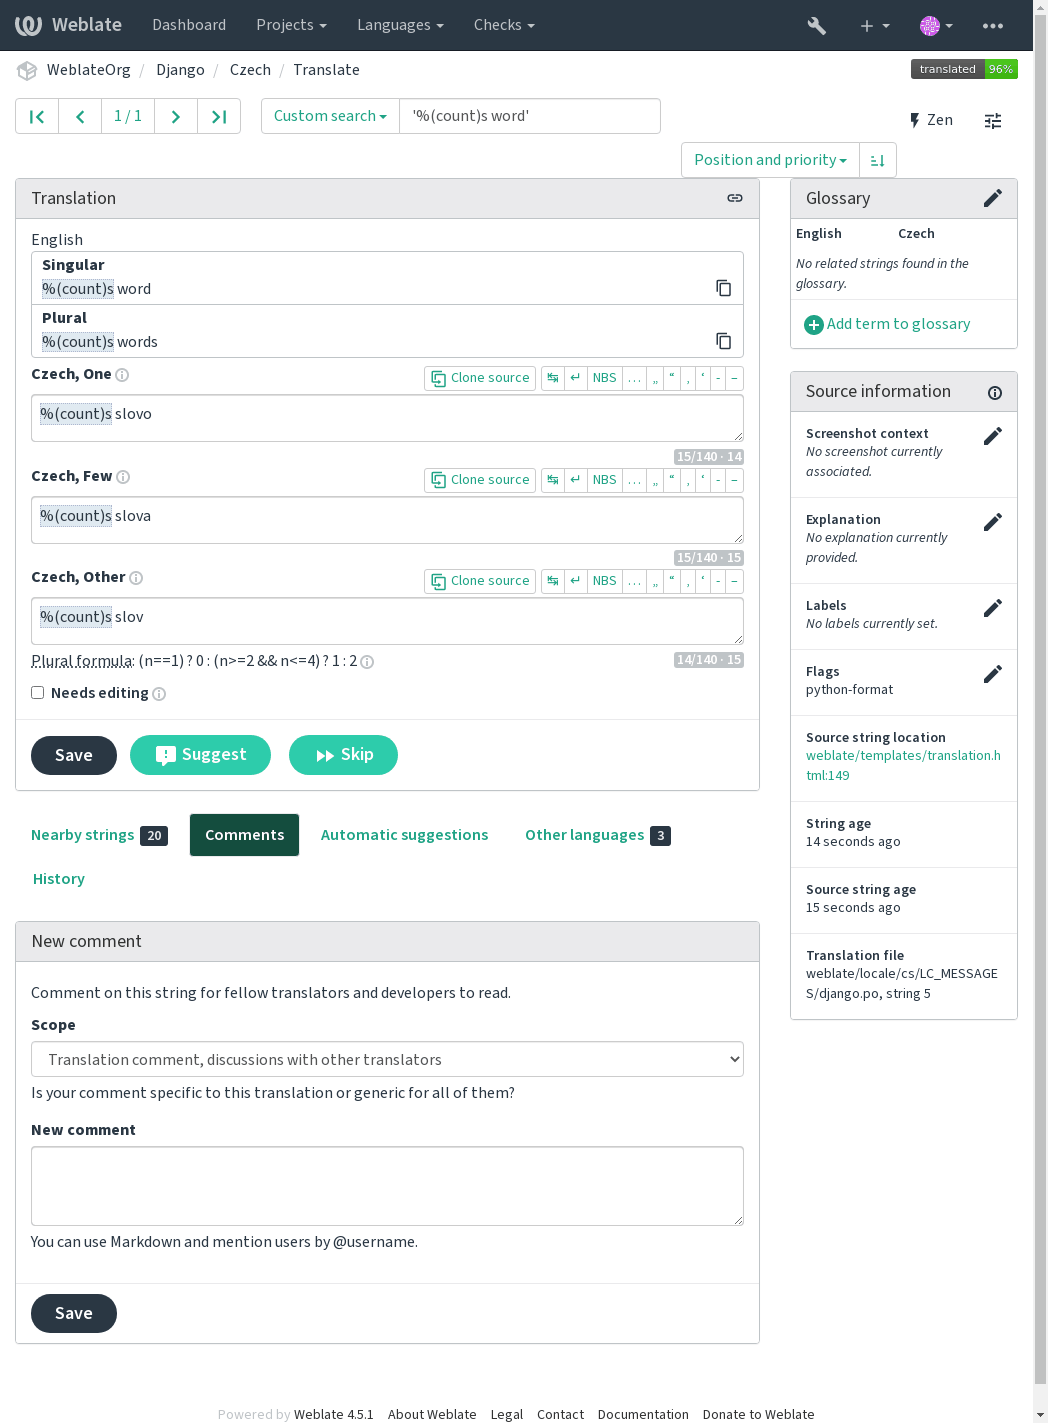 Weblate Dashboard Projects Languages Checks
WeblateOrg / Django / Czech / Translate
translated 96%
1 / 1 Custom search '%(count)s word' Zen
Position and priority
Translation
English
Singular
%(count)s word
Plural
%(count)s words
Czech, One Clone source ↹ ↵ NBS … „ “ ‚ ‘ - –
%(count)s slovo
15/140 · 14
Czech, Few Clone source ↹ ↵ NBS … „ “ ‚ ‘ - –
%(count)s slova
15/140 · 15
Czech, Other Clone source ↹ ↵ NBS … „ “ ‚ ‘ - –
%(count)s slov
Plural formula: (n==1) ? 0 : (n>=2 && n<=4) ? 1 : 2 14/140 · 15
Needs editing
Save Suggest Skip
Nearby strings 20 Comments Automatic suggestions Other languages 3
History
New comment
Comment on this string for fellow translators and developers to read.
Scope
Translation comment, discussions with other translators
Is your comment specific to this translation or generic for all of them?
New comment
You can use Markdown and mention users by @username.
Save
Glossary
English Czech
No related strings found in the
glossary.
Add term to glossary
Source information
Screenshot context
No screenshot currently
associated.
Explanation
No explanation currently
provided.
Labels
No labels currently set.
Flags
python-format
Source string location
weblate/templates/translation.h
tml:149
String age
14 seconds ago
Source string age
15 seconds ago
Translation file
weblate/locale/cs/LC_MESSAGE
S/django.po, string 5
Powered by Weblate 4.5.1 About Weblate Legal Contact Documentation Donate to Weblate